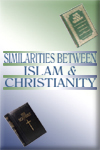 SIMILARITIES BETWEEN
ISLAM &
CHRISTIANITY